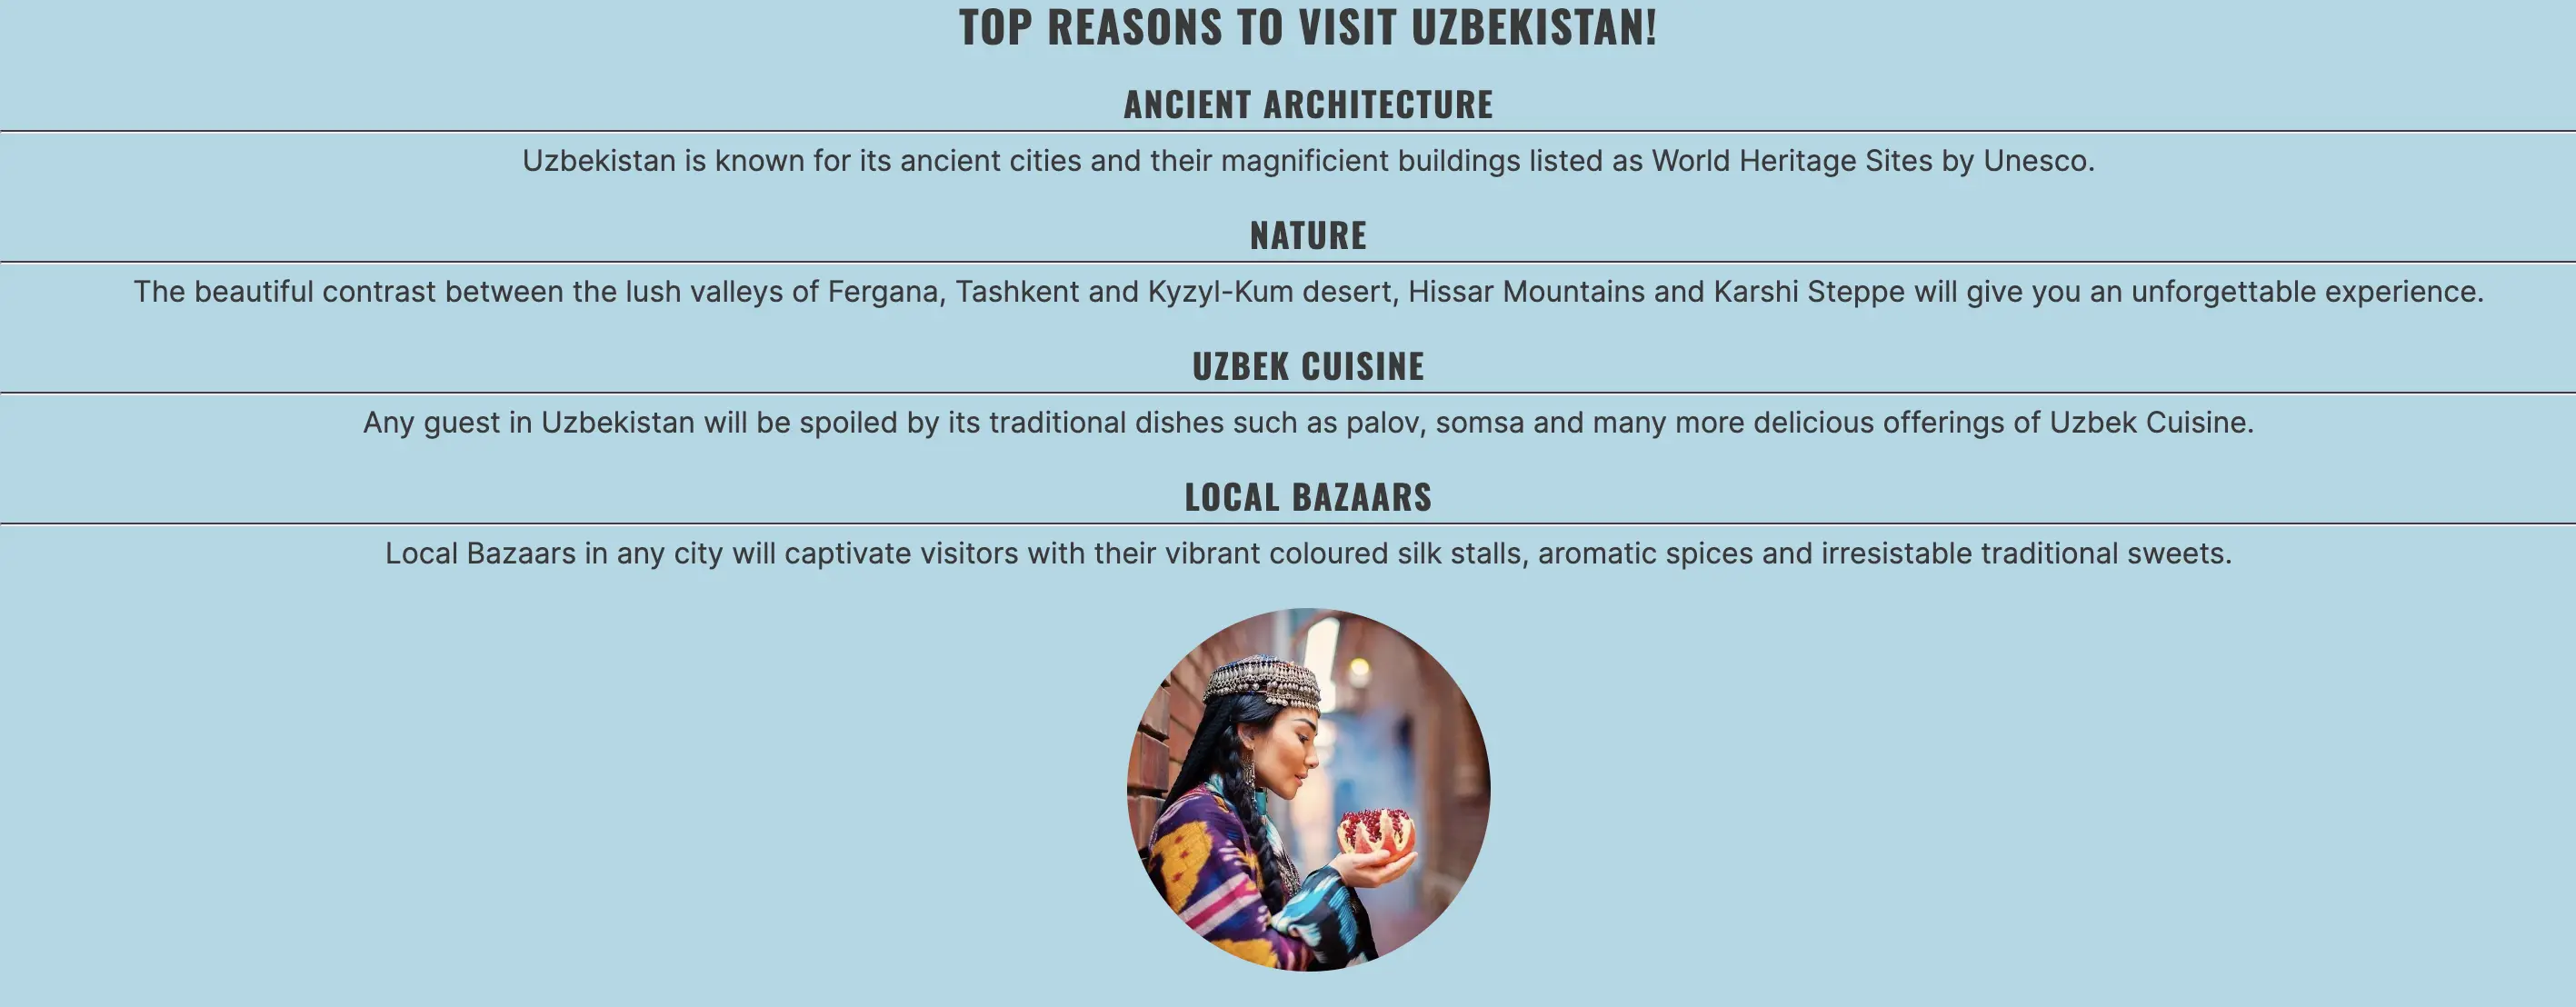 TOP REASONS TO VISIT UZBEKISTAN!
ANCIENT ARCHITECTURE
Uzbekistan is known for its ancient cities and their magnificient buildings listed as World Heritage Sites by Unesco.
NATURE
The beautiful contrast between the lush valleys of Fergana, Tashkent and Kyzyl-Kum desert, Hissar Mountains and Karshi Steppe will give you an unforgettable experience.
UZBEK CUISINE
Any guest in Uzbekistan will be spoiled by its traditional dishes such as palov, somsa and many more delicious offerings of Uzbek Cuisine.
LOCAL BAZAARS
Local Bazaars in any city will captivate visitors with their vibrant coloured silk stalls, aromatic spices and irresistable traditional sweets.